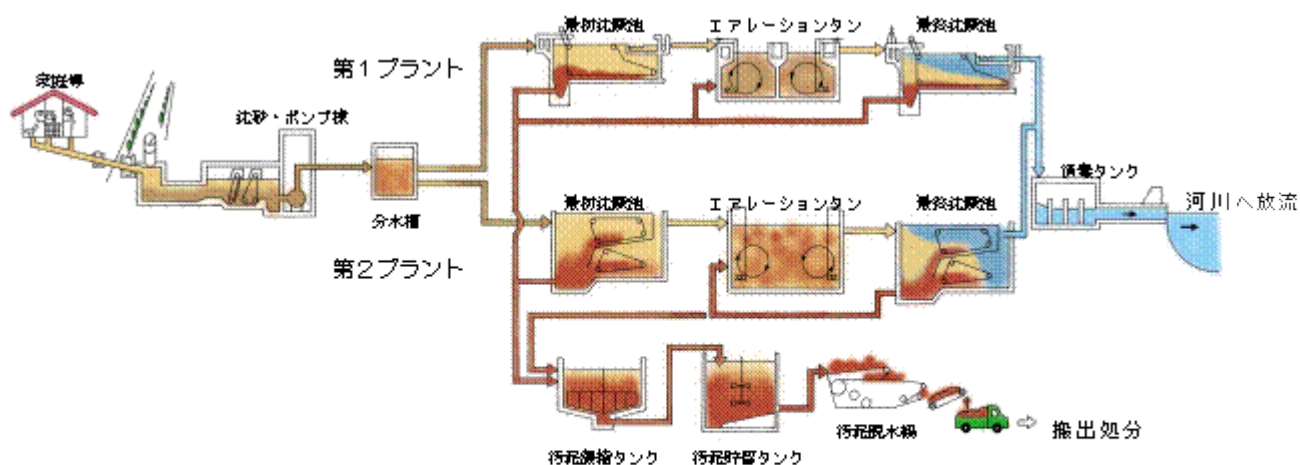 最初沈殿池
エアレーションタン
最終沈殿池
第1プラント
家庭等
沈砂・ポンプ棟
消毒タンク
最初沈殿池
エアレーションタン
最終沈殿池
河川へ放流
分水槽
第2プラント
汚泥濃縮タンク
汚泥貯留タンク
汚泥脱水機
搬出処分